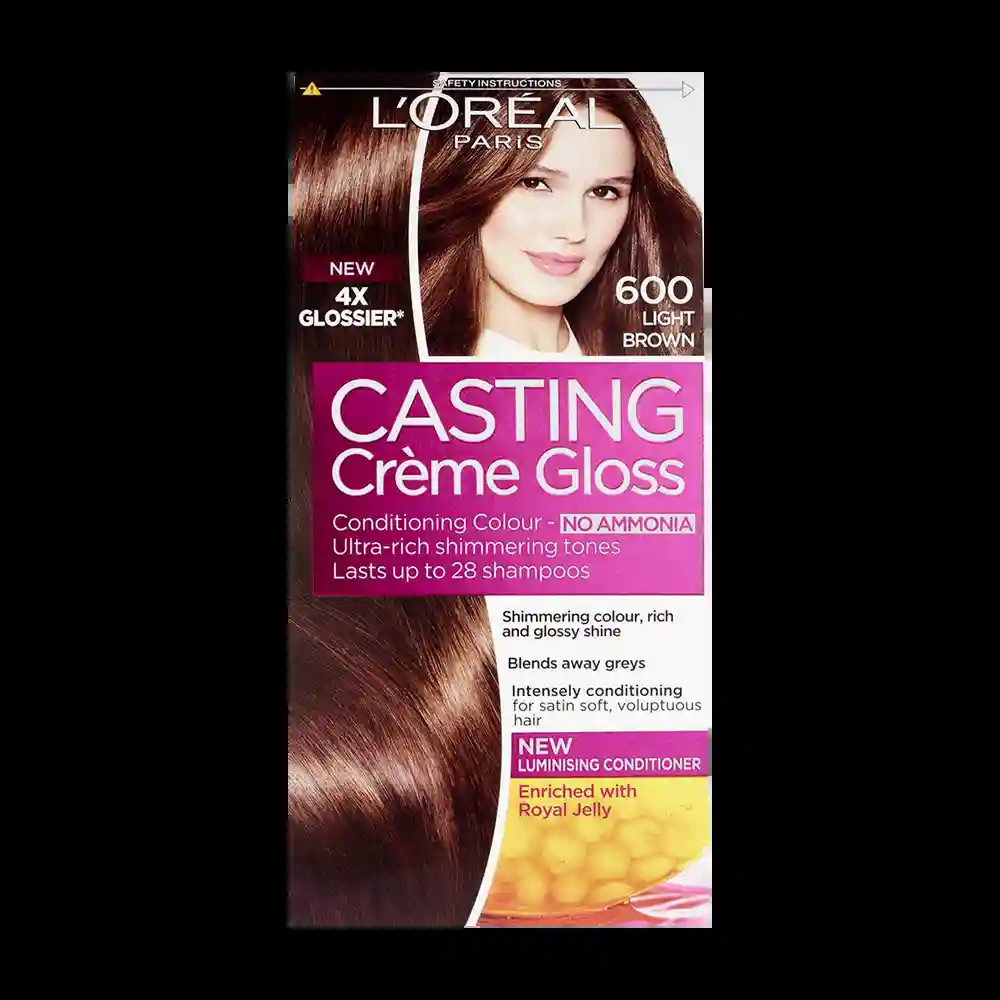 SAFETY INSTRUCTIONS
L'ORÉAL
PARIS
NEW
4X
GLOSSIER*
600
LIGHT
BROWN
CASTING
Crème Gloss
Conditioning Colour - NO AMMONIA
Ultra-rich shimmering tones
Lasts up to 28 shampoos
Shimmering colour, rich
and glossy shine
Blends away greys
Intensely conditioning
for satin soft, voluptuous
hair
NEW
LUMINISING CONDITIONER
Enriched with
Royal Jelly